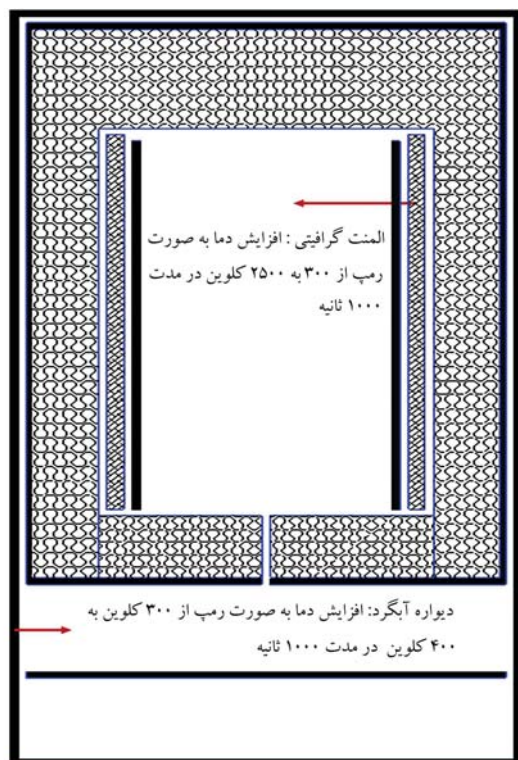 المنت گرافیتی : افزایش دما به صورت
رمپ از ۳۰۰ به ۲۵۰۰ کلوین در مدت
۱۰۰۰ ثانیه
دیواره آبگرد: افزایش دما به صورت رمپ از ۳۰۰ کلوین به
۴۰۰ کلوین در مدت ۱۰۰۰ ثانیه